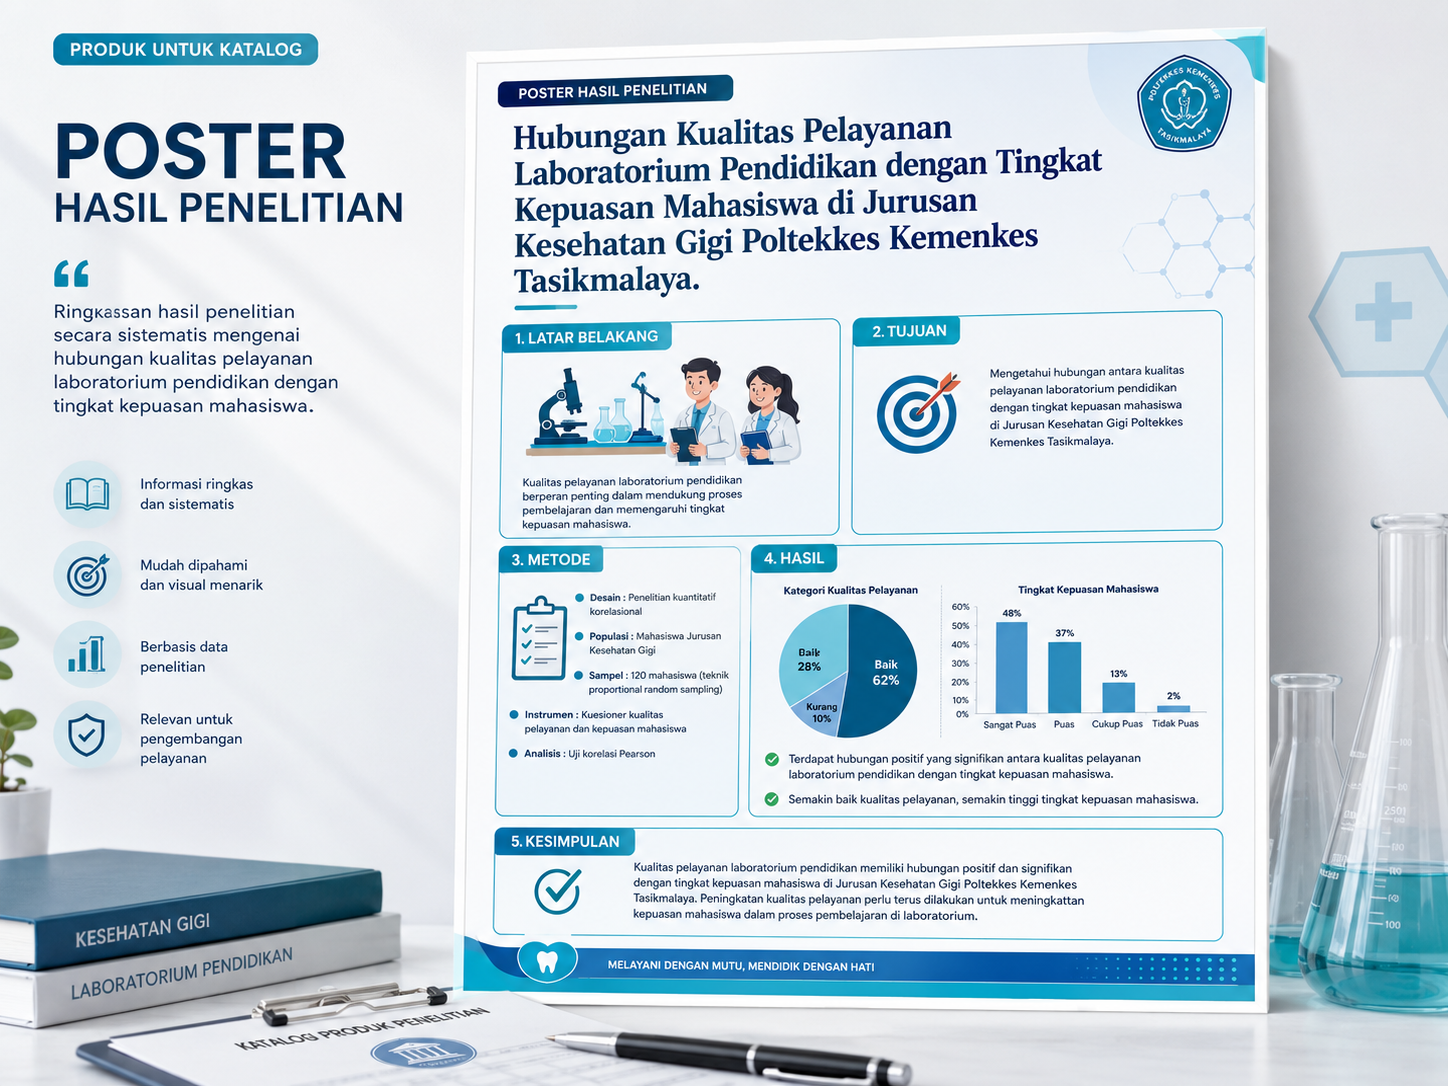 PRODUK UNTUK KATALOG
POSTER
HASIL PENELITIAN
Ringkassan hasil penelitian
secara sistematis mengenai
hubungan kualitas pelayanan
laboratorium pendidikan dengan
tingkat kepuasan mahasiswa.
Informasi ringkas
dan sistematis
Mudah dipahami
dan visual menarik
Berbasis data
penelitian
Relevan untuk
pengembangan
pelayanan
KESEHATAN GIGI
LABORATORIUM PENDIDIKAN
KATALOGI PRODUK PENELITIAN
POSTER HASIL PENELITIAN
POLTEKKES KEMENKES
TASIKMALAYA
Hubungan Kualitas Pelayanan
Laboratorium Pendidikan dengan Tingkat
Kepuasan Mahasiswa di Jurusan
Kesehatan Gigi Poltekkes Kemenkes
Tasikmalaya.
1. LATAR BELAKANG
Kualitas pelayanan laboratorium pendidikan
berperan penting dalam mendukung proses
pembelajaran dan memengaruhi tingkat
kepuasan mahasiswa.
2. TUJUAN
Mengetahui hubungan antara kualitas
pelayanan laboratorium pendidikan
dengan tingkat kepuasan mahasiswa
di Jurusan Kesehatan Gigi Poltekkes
Kemenkes Tasikmalaya.
3. METODE
Desain : Penelitian kuantitatif
korelasional
Populasi : Mahasiswa Jurusan
Kesehatan Gigi
Sampel : 120 mahasiswa (teknik
proportional random sampling)
Instrumen : Kuesioner kualitas
pelayanan dan kepuasan mahasiswa
Analisis : Uji korelasi Pearson
4. HASIL
Kategori Kualitas Pelayanan
Baik
28%
Baik
62%
Kurang
10%
Tingkat Kepuasan Mahasiswa
60%
50%
40%
30%
20%
10%
0%
48%
37%
13%
2%
Sangat Puas
Puas
Cukup Puas
Tidak Puas
Terdapat hubungan positif yang signifikan antara kualitas pelayanan
laboratorium pendidikan dengan tingkat kepuasan mahasiswa.
Semakin baik kualitas pelayanan, semakin tinggi tingkat kepuasan mahasiswa.
5. KESIMPULAN
Kualitas pelayanan laboratorium pendidikan memiliki hubungan positif dan signifikan
dengan tingkat kepuasan mahasiswa di Jurusan Kesehatan Gigi Poltekkes Kemenkes
Tasikmalaya. Peningkatan kualitas pelayanan perlu terus dilakukan untuk meningkattan
kepuasan mahasiswa dalam proses pembelajaran di laboratorium.
MELAYANI DENGAN MUTU, MENDIDIK DENGAN HATI
100